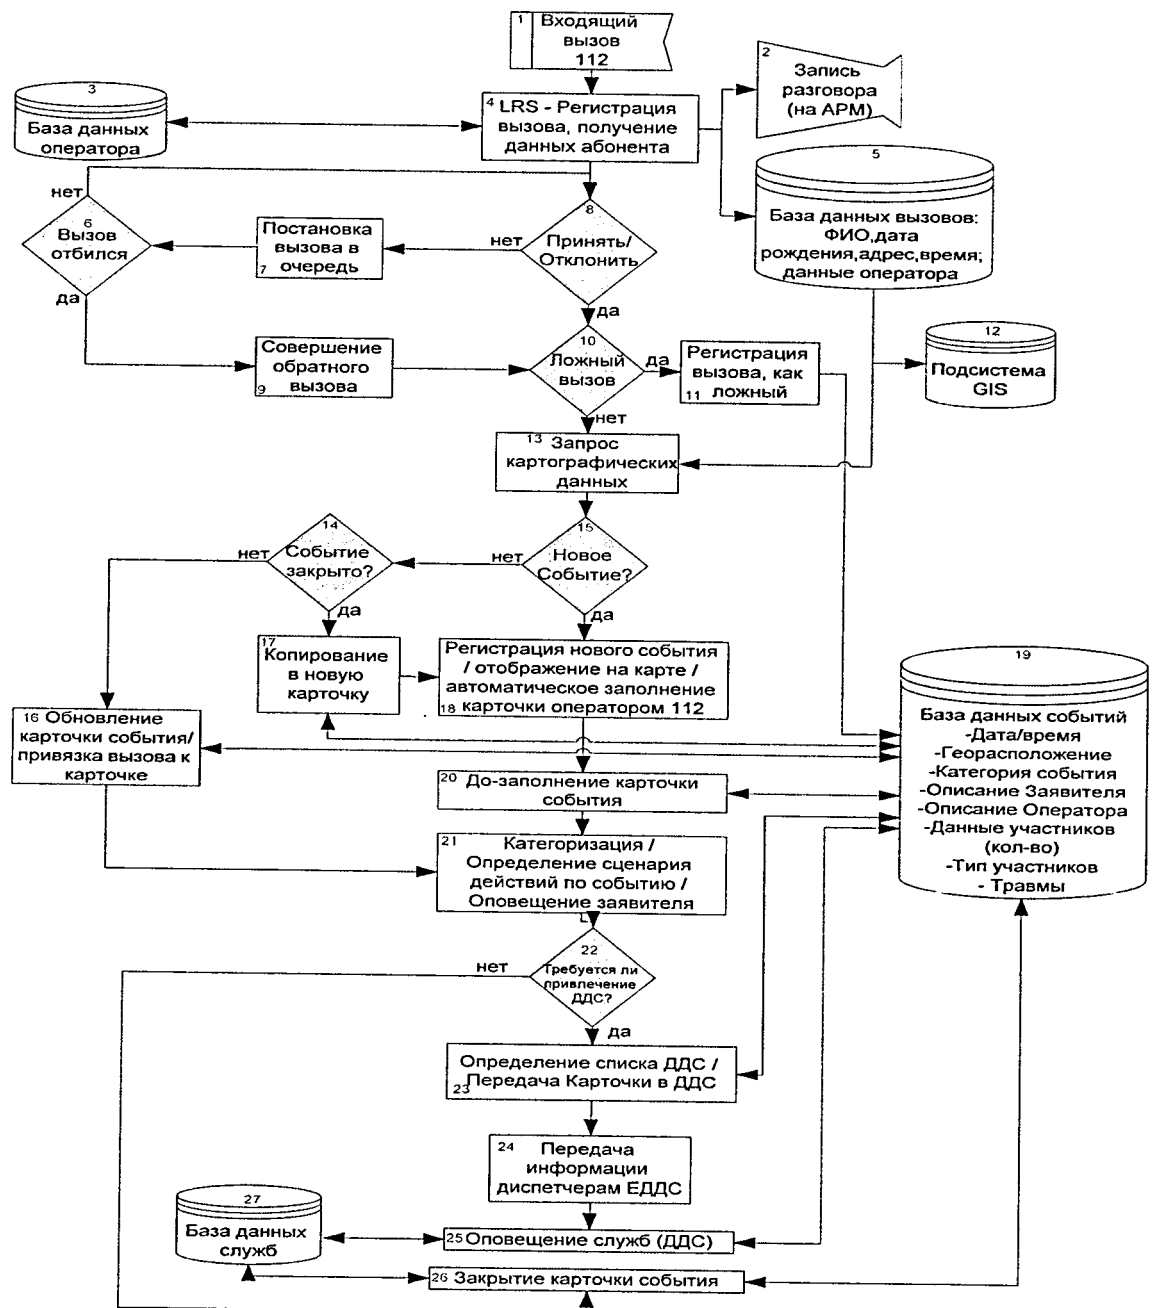 1 Входящий
вызов
112
2
Запись
разговора
(на АРМ)
3
База данных
оператора
4 LRS - Регистрация
вызова, получение
данных абонента
5
База данных вызовов:
ФИО,дата
рождения,адрес,время;
данные оператора
нет
6
Вызов
отбился
да
Постановка
вызова в
7 очередь
нет
8
Принять/
Отклонить
да
Совершение
обратного
9 вызова
10
Ложный
вызов
да
нет
Регистрация
вызова, как
11 ложный
12
Подсистема
GIS
13 Запрос
картографических
данных
14
Событие
закрыто?
нет
да
15
Новое
Событие?
нет
да
16 Обновление
карточки события/
привязка вызова к
карточке
17
Копирование
в новую
карточку
Регистрация нового события
/ отображение на карте /
автоматическое заполнение
18 карточки оператором 112
19
База данных событий
-Дата/время
-Георасположение
-Категория события
-Описание Заявителя
-Описание Оператора
-Данные участников
(кол-во)
-Тип участников
- Травмы
20 До-заполнение карточки
события
21 Категоризация /
Определение сценария
действий по событию /
Оповещение заявителя
22
Требуется ли
привлечение
ДДС?
нет
да
Определение списка ДДС /
23 Передача Карточки в ДДС
24 Передача
информации
диспетчерам ЕДДС
25 Оповещение служб (ДДС)
26 Закрытие карточки события
27
База данных
служб